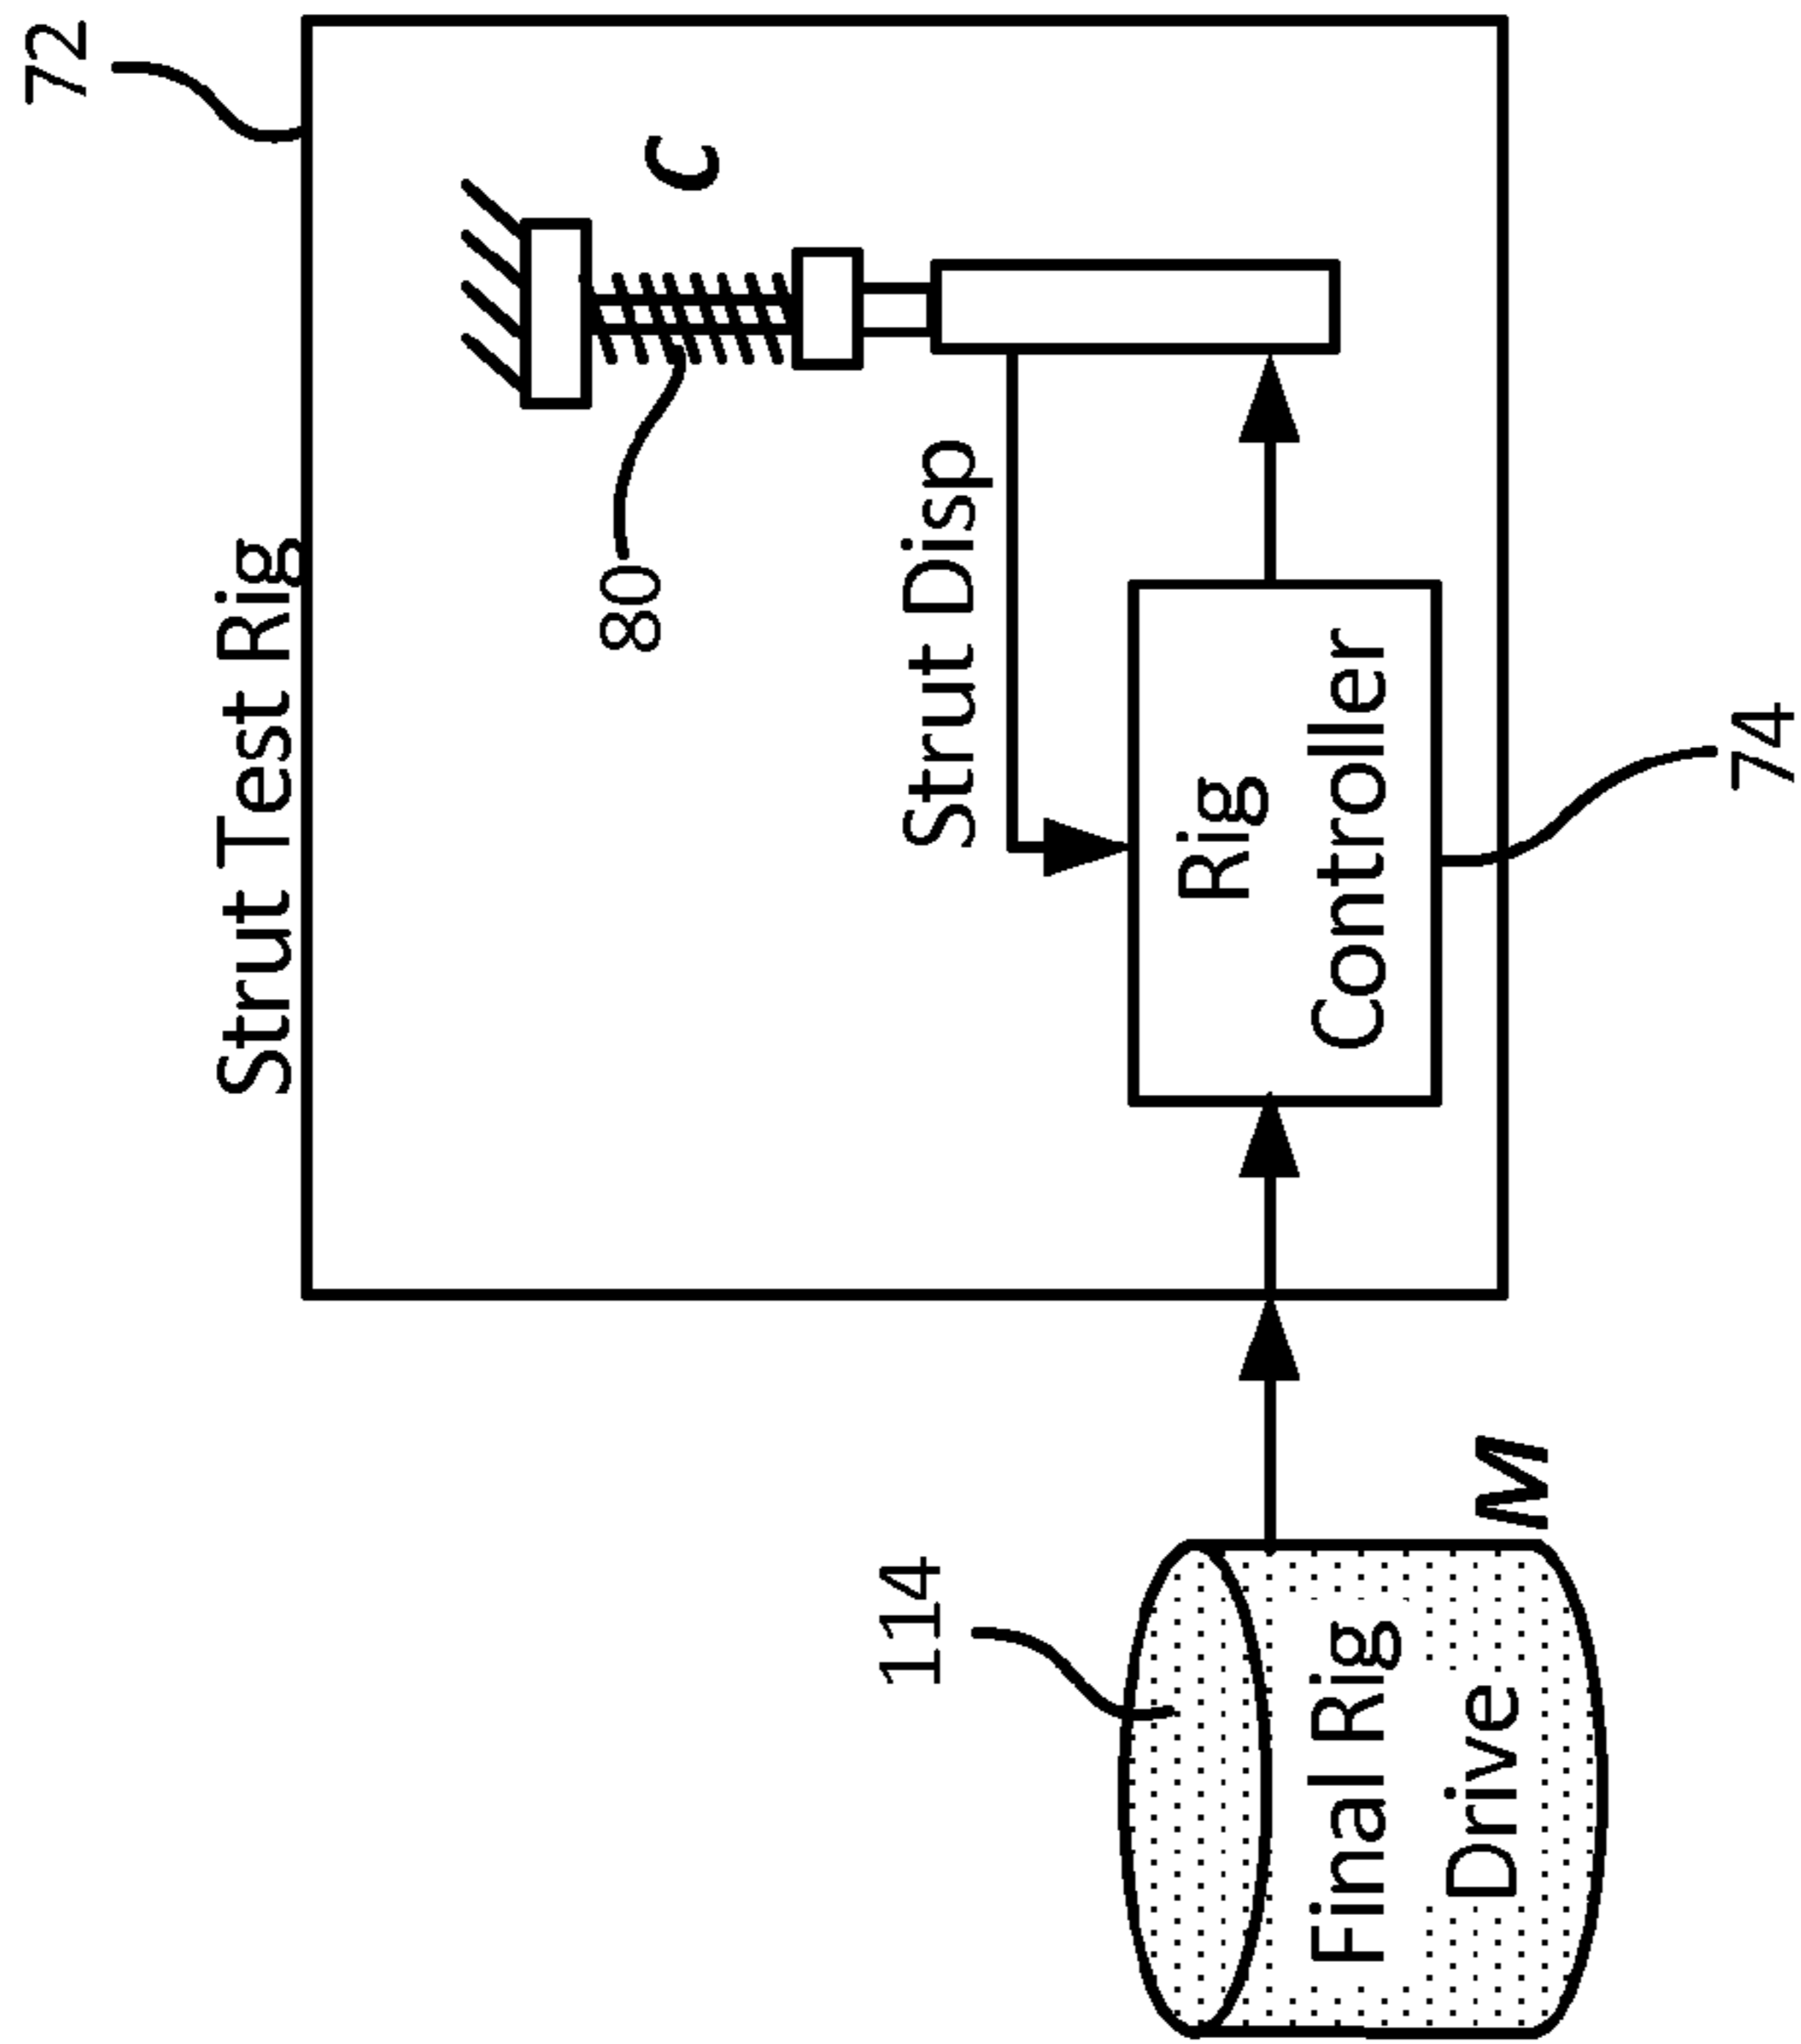 72
Strut Test Rig
C
80
Strut Disp
Rig
Controller
74
114
M
Final Rig
Drive